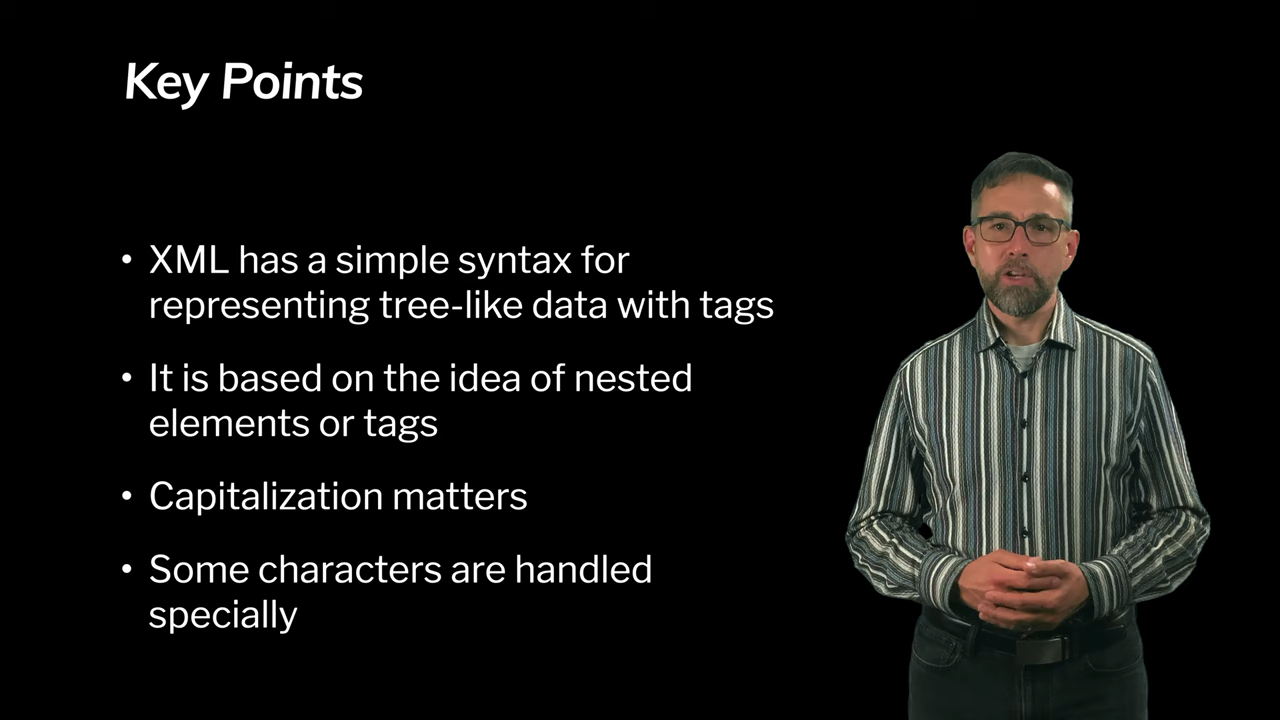 Key Points
• XML has a simple syntax for
representing tree-like data with tags
• It is based on the idea of nested
elements or tags
• Capitalization matters
• Some characters are handled
specially